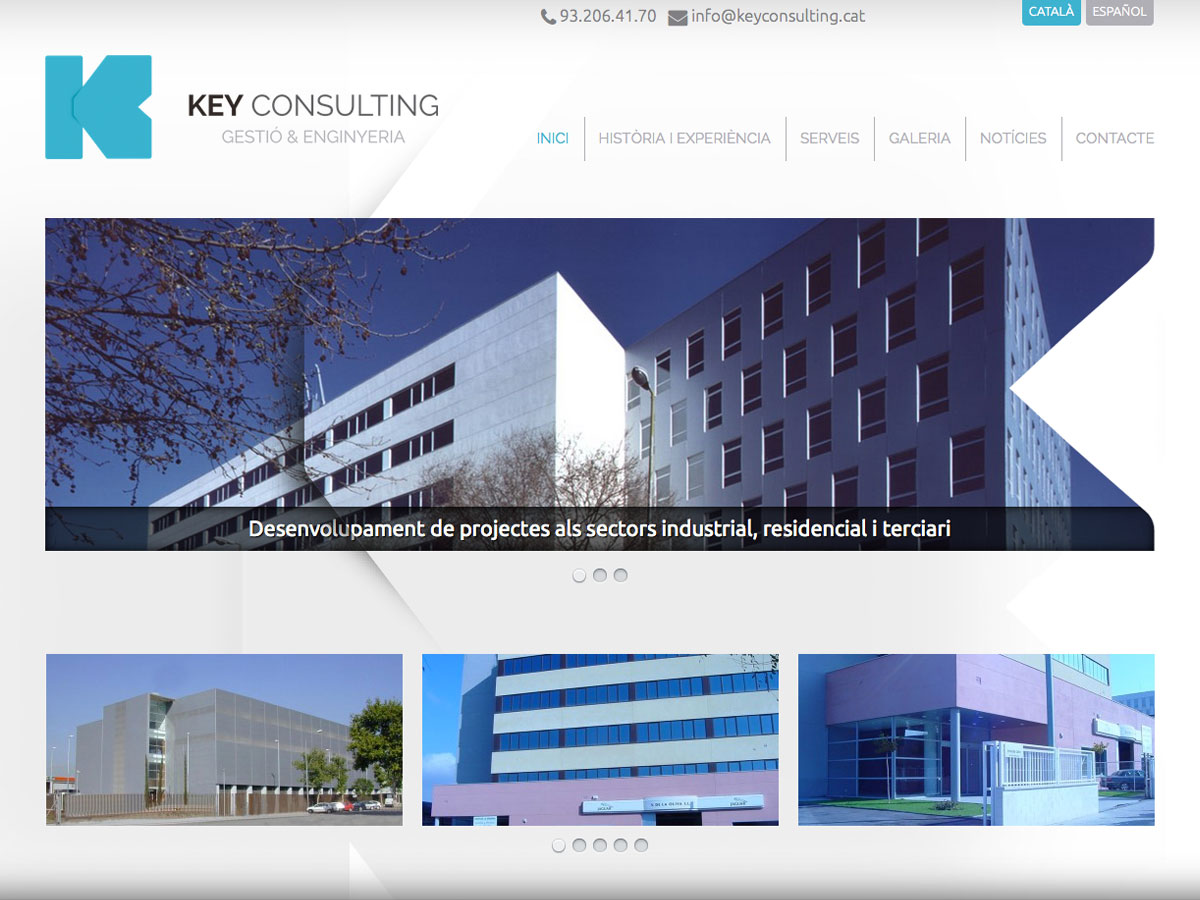 93.206.41.70 info@keyconsulting.cat
CATALÀ ESPAÑOL
KEY CONSULTING
GESTIÓ & ENGINYERIA
INICI HISTÒRIA I EXPERIÈNCIA SERVEIS GALERIA NOTÍCIES CONTACTE
Desenvolupament de projectes als sectors industrial, residencial i terciari
JAGUAR